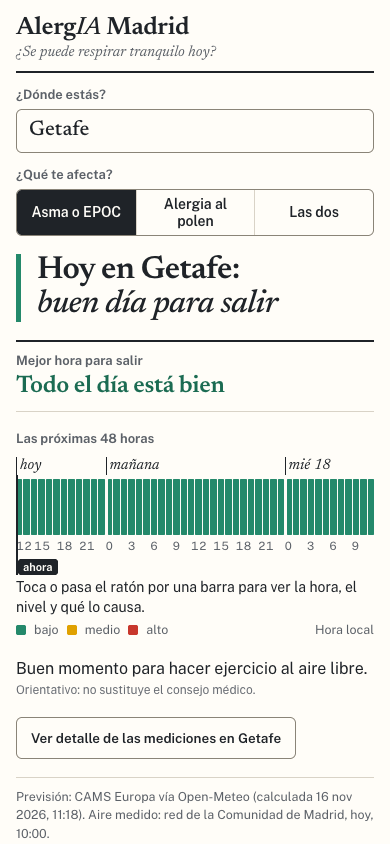 AlergIA Madrid
¿Se puede respirar tranquilo hoy?
¿Dónde estás?
Getafe
¿Qué te afecta?
Asma o EPOC
Alergia al
polen
Las dos
Hoy en Getafe:
buen día para salir
Mejor hora para salir
Todo el día está bien
Las próximas 48 horas
hoy mañana mié 18
12 15 18 21 0 3 6 9 12 15 18 21 0 3 6 9
ahora
Toca o pasa el ratón por una barra para ver la hora, el
nivel y qué lo causa.
bajo medio alto Hora local
Buen momento para hacer ejercicio al aire libre.
Orientativo: no sustituye el consejo médico.
Ver detalle de las mediciones en Getafe
Previsión: CAMS Europa vía Open-Meteo (calculada 16 nov
2026, 11:18). Aire medido: red de la Comunidad de Madrid, hoy,
10:00.